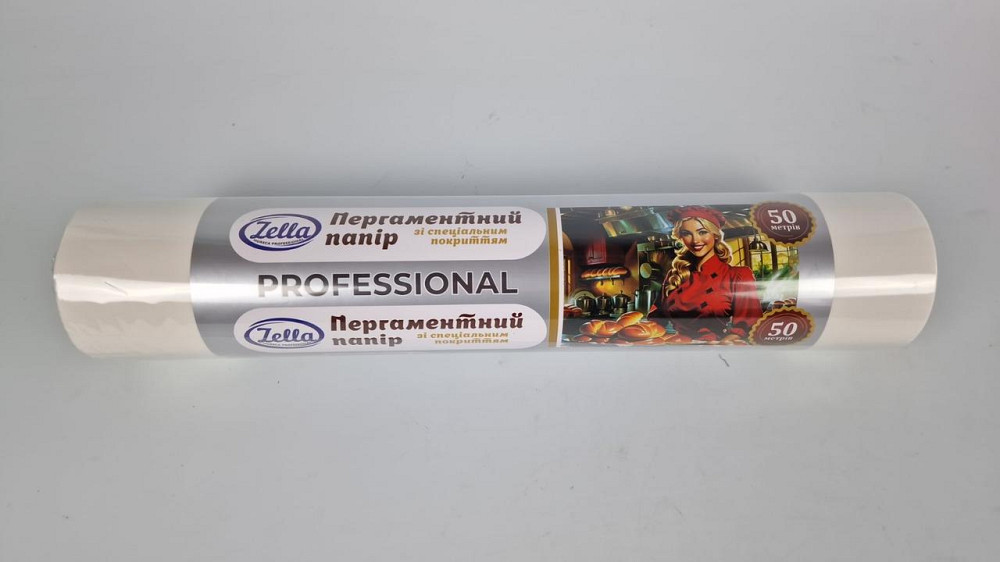 Zella
Пергаментний
папір
зі спеціальним
покриттям
PROFESSIONAL
Zella
Пергаментний
папір
зі спеціальним
покриттям
50
метрів
50
метрів